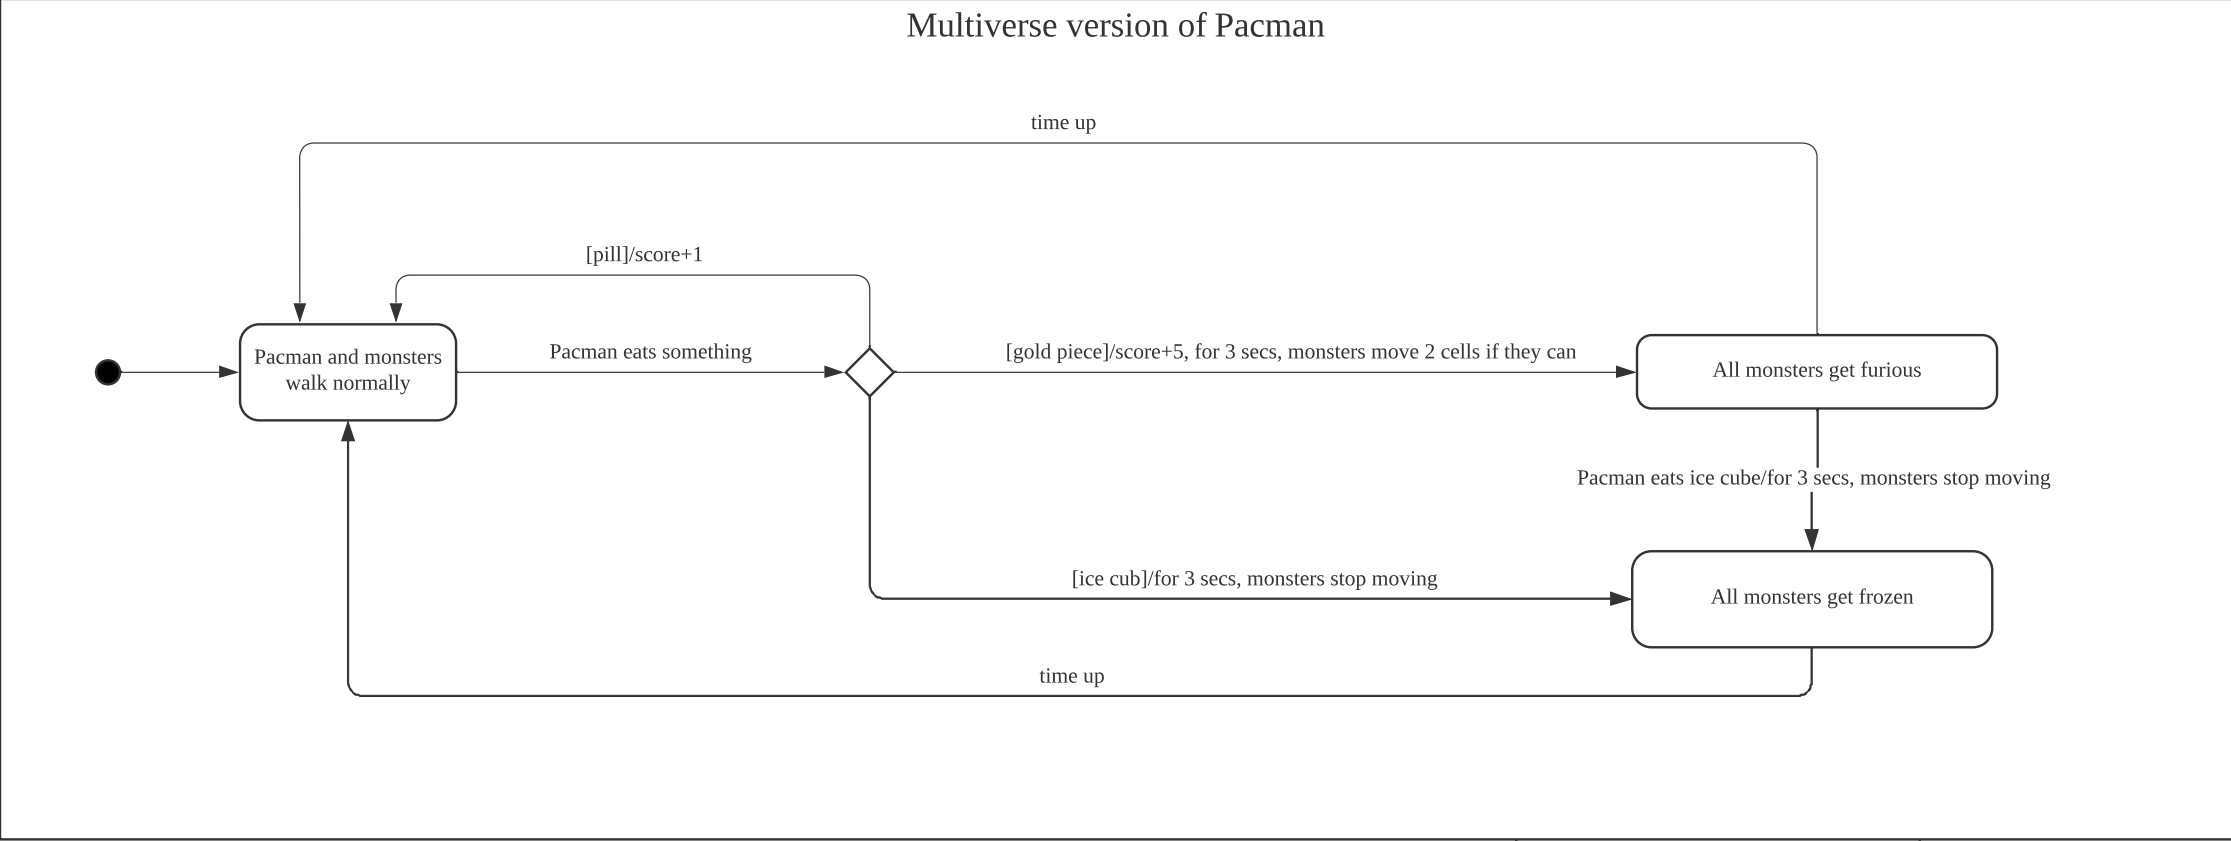 Multiverse version of Pacman
time up
[pill]/score+1
Pacman and monsters
walk normally
Pacman eats something
[gold piece]/score+5, for 3 secs, monsters move 2 cells if they can
All monsters get furious
Pacman eats ice cube/for 3 secs, monsters stop moving
[ice cub]/for 3 secs, monsters stop moving
All monsters get frozen
time up